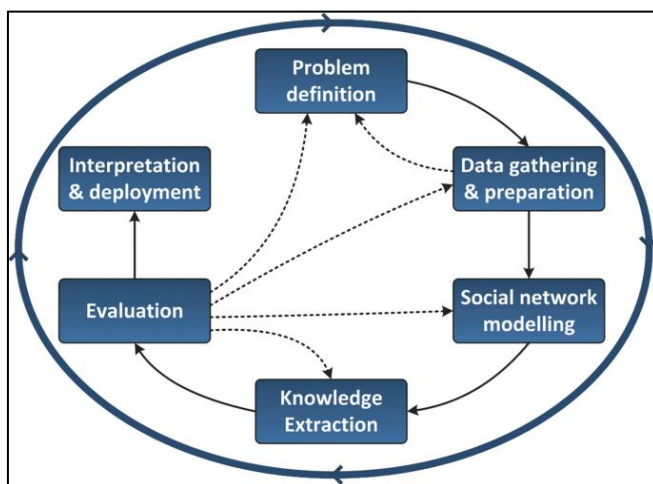 Problem
definition
Data gathering
& preparation
Social network
modelling
Knowledge
Extraction
Evaluation
Interpretation
& deployment